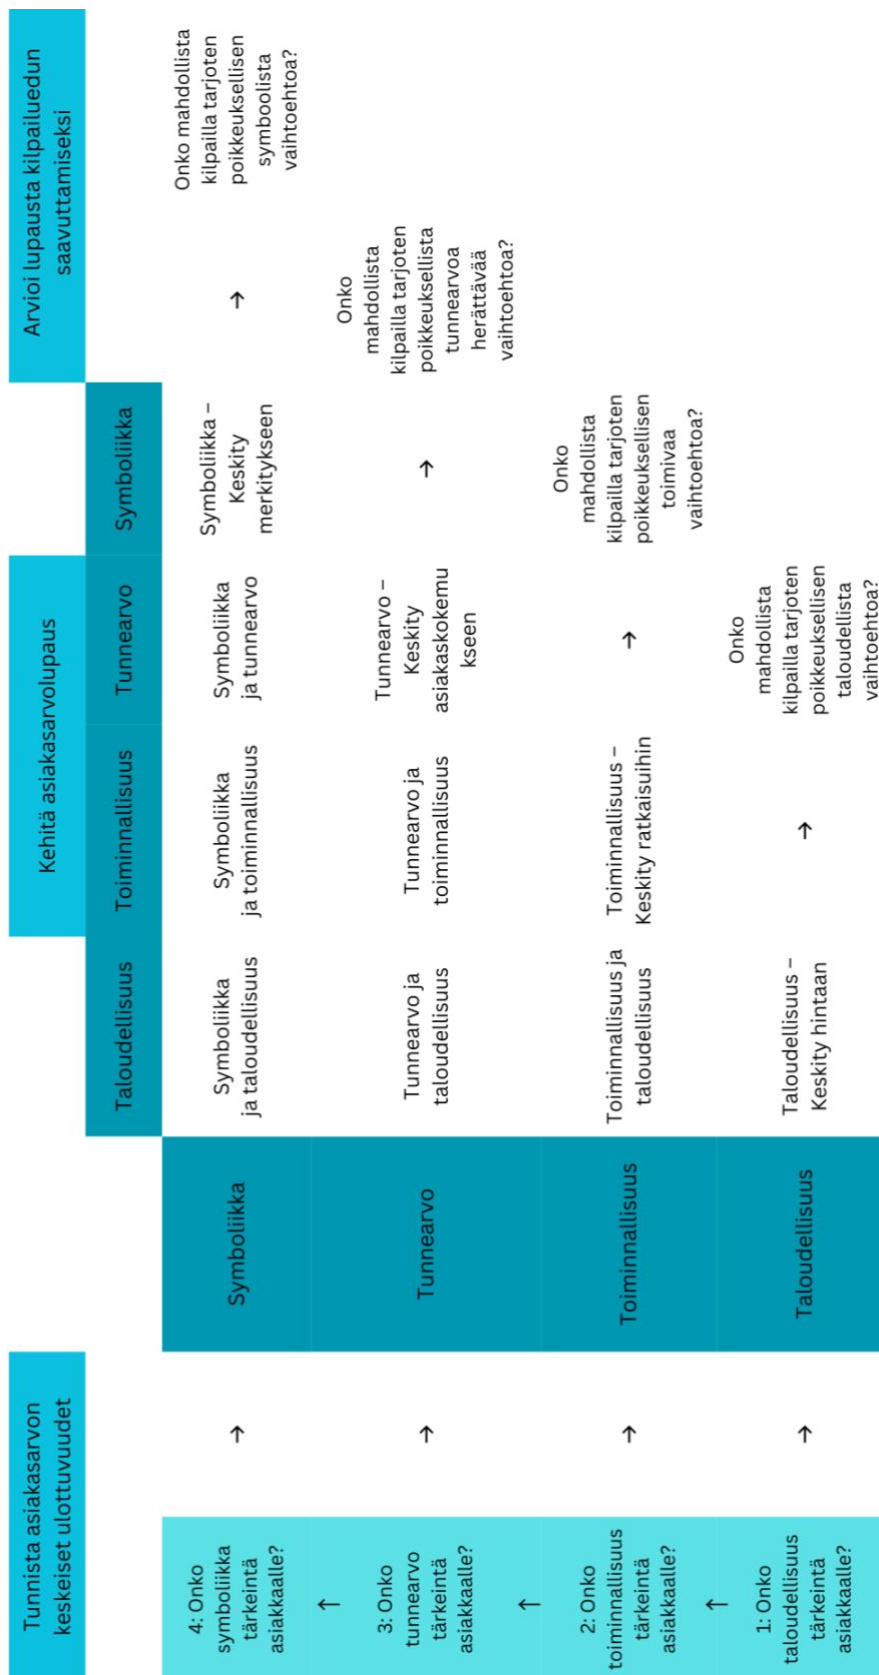 Tunnista asiakasarvon
keskeiset ulottuvuudet
Kehitä asiakasarvolupaus
Arvioi lupausta kilpailuedun
saavuttamiseksi
Taloudellisuus
Toiminnallisuus
Tunnearvo
Symboliikka
4: Onko
symboliikka
tärkeintä
asiakkaalle?
→
Symboliikka
Symboliikka
ja taloudellisuus
Symboliikka
ja toiminnallisuus
Symboliikka
ja tunnearvo
Symboliikka –
Keskity
merkitykseen
→
Onko mahdollista
kilpailla tarjoten
poikkeuksellisen
symboolista
vaihtoehtoa?
↑
3: Onko
tunnearvo
tärkeintä
asiakkaalle?
→
Tunnearvo
Tunnearvo ja
taloudellisuus
Tunnearvo ja
toiminnallisuus
Tunnearvo –
Keskity
asiakaskokemu
kseen
→
Onko
mahdollista
kilpailla tarjoten
poikkeuksellista
tunnearvoa
herättävää
vaihtoehtoa?
↑
2: Onko
toiminnallisuus
tärkeintä
asiakkaalle?
→
Toiminnallisuus
Toiminnallisuus ja
taloudellisuus
Toiminnallisuus –
Keskity ratkaisuihin
→
Onko
mahdollista
kilpailla tarjoten
poikkeuksellisen
toimivaa
vaihtoehtoa?
↑
1: Onko
taloudellisuus
tärkeintä
asiakkaalle?
→
Taloudellisuus
Taloudellisuus –
Keskity hintaan
→
Onko
mahdollista
kilpailla tarjoten
poikkeuksellisen
taloudellista
vaihtoehtoa?